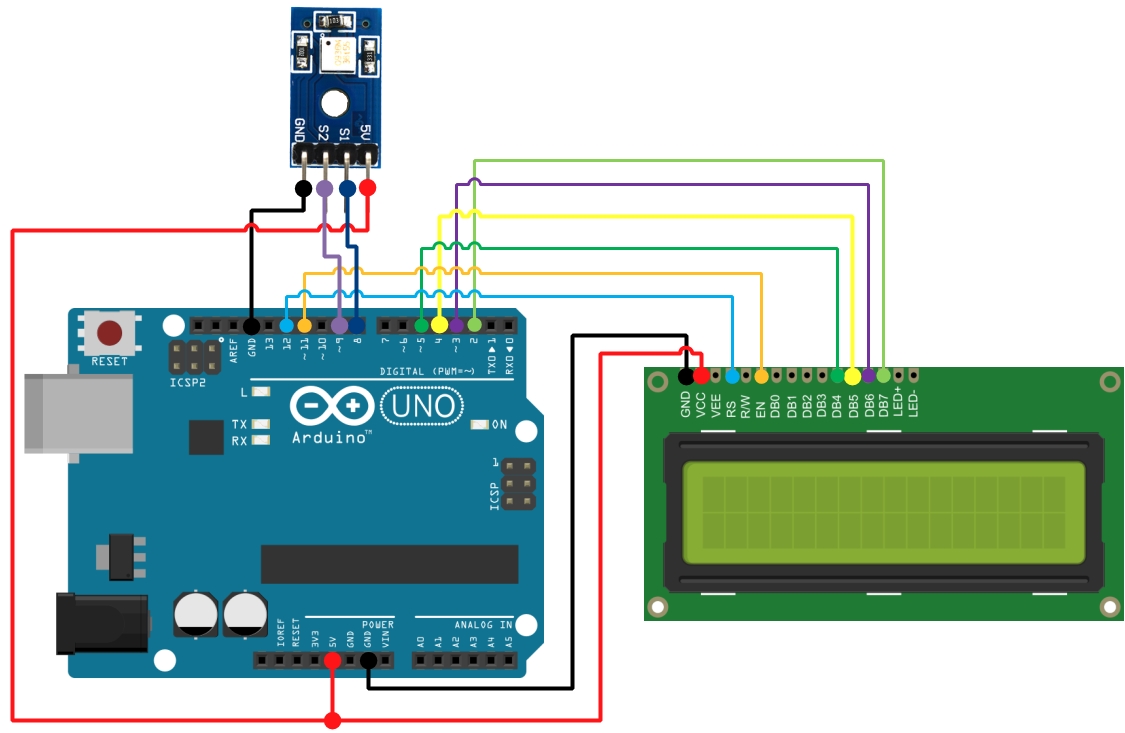 103
GND S2 S1 5V
RESET
ICSP2
AREF
GND
13
12
~11
~10
~9
8
7
~6
~5
4
~3
2
TXD▶1
RXD◀0
DIGITAL (PWM=~)
L
TX
RX
UNO
Arduino™
ON
1
ICSP
POWER
ANALOG IN
IOREF
RESET
3V3
5V
GND
GND
VIN
A0
A1
A2
A3
A4
A5
GND
VCC
VEE
RS
R/W
EN
DB0
DB1
DB2
DB3
DB4
DB5
DB6
DB7
LED+
LED-